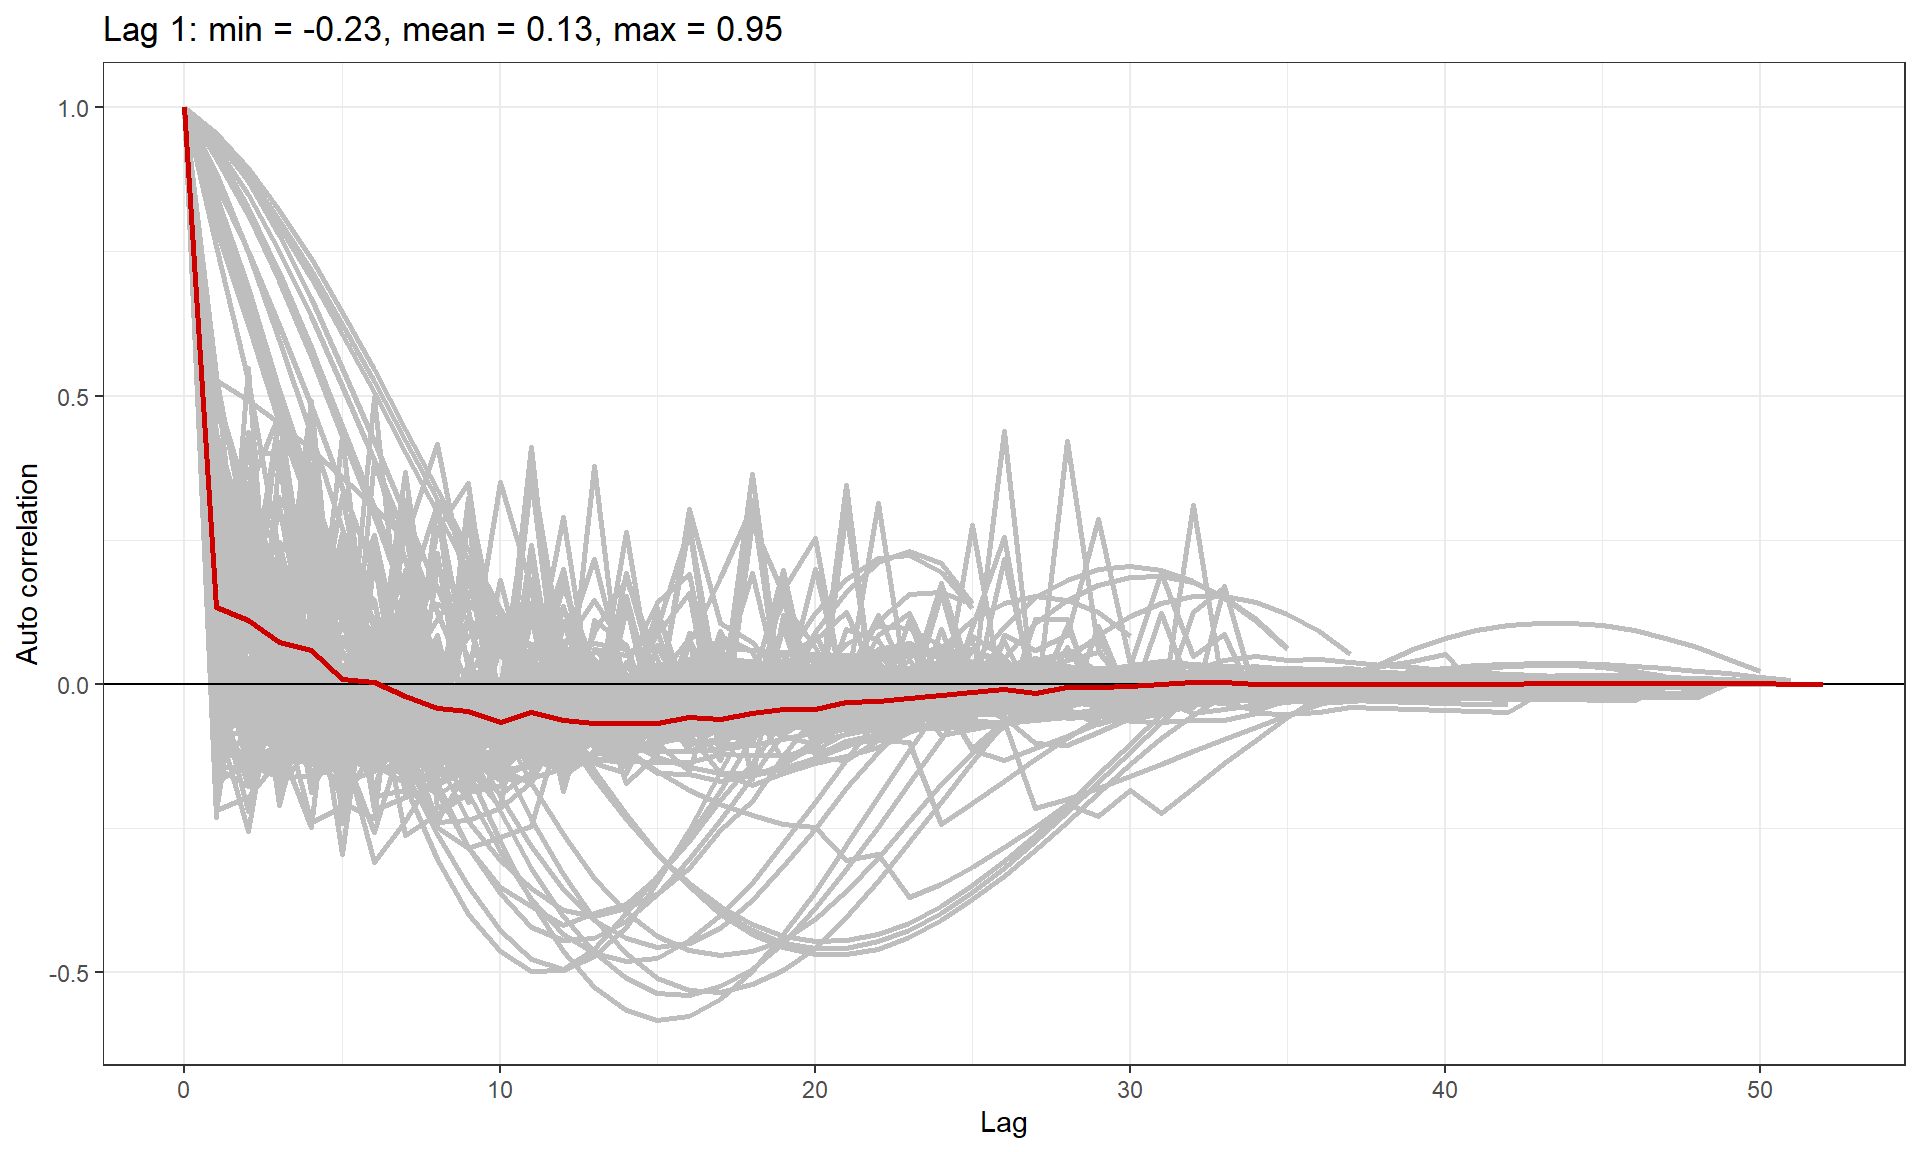 Lag 1: min = -0.23, mean = 0.13, max = 0.95
1.0
0.5
0.0
-0.5
Auto correlation
0 10 20 30 40 50
Lag